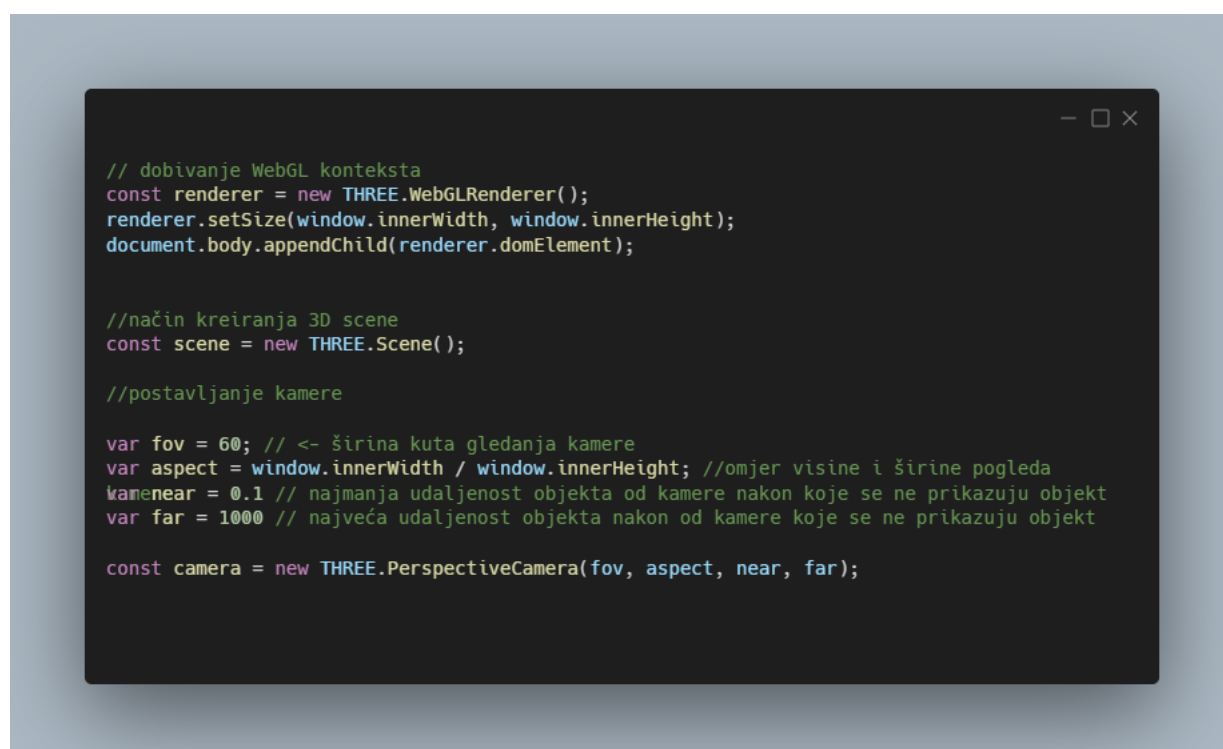 // dobivanje WebGL konteksta
const renderer = new THREE.WebGLRenderer();
renderer.setSize(window.innerWidth, window.innerHeight);
document.body.appendChild(renderer.domElement);
//način kreiranja 3D scene
const scene = new THREE.Scene();
//postavljanje kamere
var fov = 60; // <- širina kuta gledanja kamere
var aspect = window.innerWidth / window.innerHeight; //omjer visine i širine pogleda
var near = 0.1 // najmanja udaljenost objekta od kamere nakon koje se ne prikazuju objekt
var far = 1000 // najveća udaljenost objekta nakon od kamere koje se ne prikazuju objekt
const camera = new THREE.PerspectiveCamera(fov, aspect, near, far);